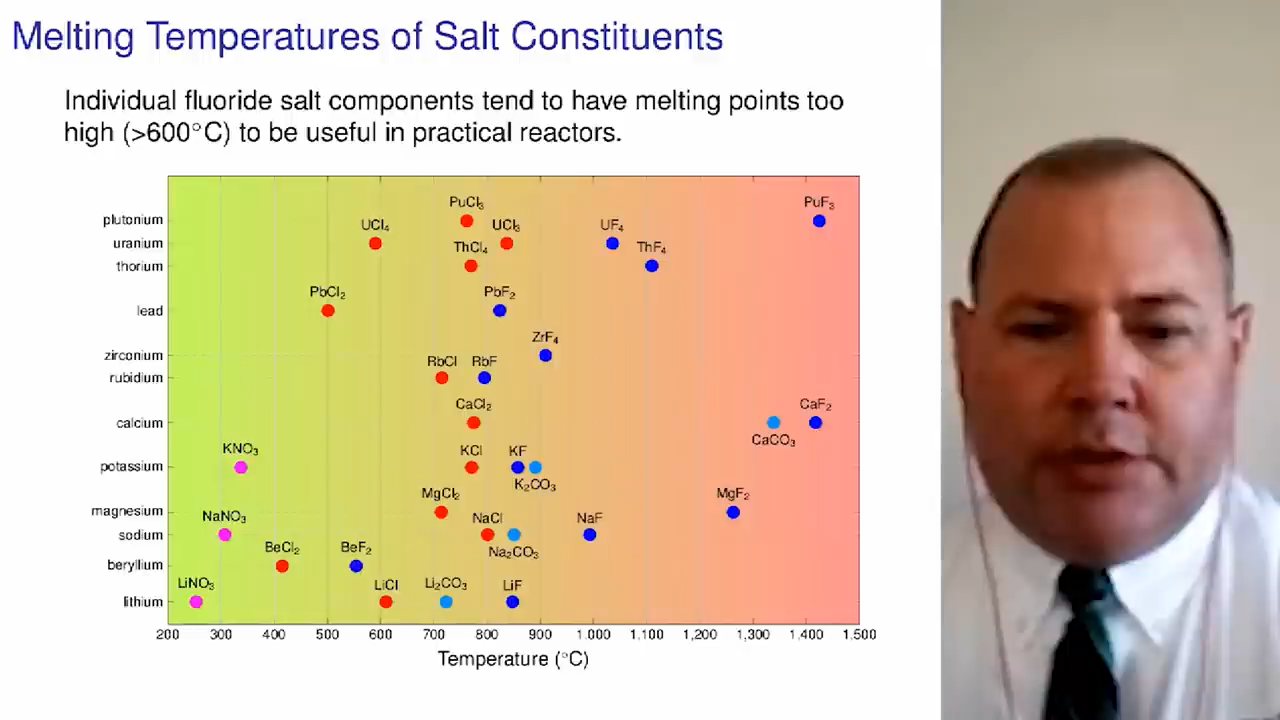 Melting Temperatures of Salt Constituents
Individual fluoride salt components tend to have melting points too
high (>600°C) to be useful in practical reactors.
plutonium
uranium
thorium
lead
zirconium
rubidium
calcium
potassium
magnesium
sodium
beryllium
lithium
PuCl₃
PuF₃
UCl₄
UCl₃
UF₄
ThCl₄
ThF₄
PbCl₂
PbF₂
ZrF₄
RbCl
RbF
CaCl₂
CaF₂
CaCO₃
KNO₃
KCl
KF
K₂CO₃
MgCl₂
MgF₂
NaNO₃
NaCl
NaF
Na₂CO₃
BeCl₂
BeF₂
LiNO₃
LiCl
Li₂CO₃
LiF
200 300 400 500 600 700 800 900 1,000 1,100 1,200 1,300 1,400 1,500
Temperature (°C)